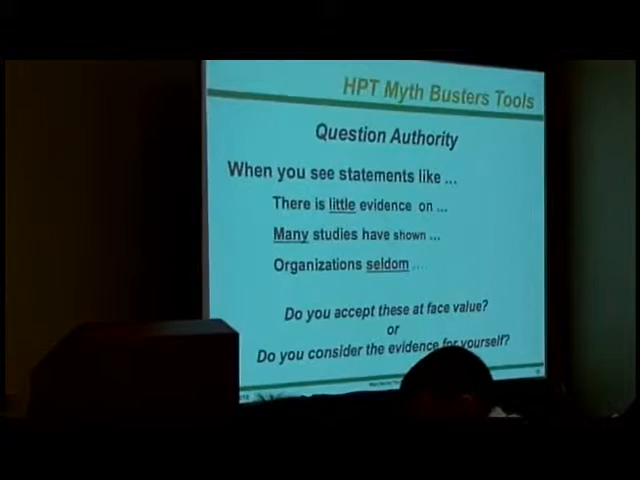 HPT Myth Busters Tools
Question Authority
When you see statements like ...
There is little evidence on ...
Many studies have shown ...
Organizations seldom ....
Do you accept these at face value?
or
Do you consider the evidence for yourself?